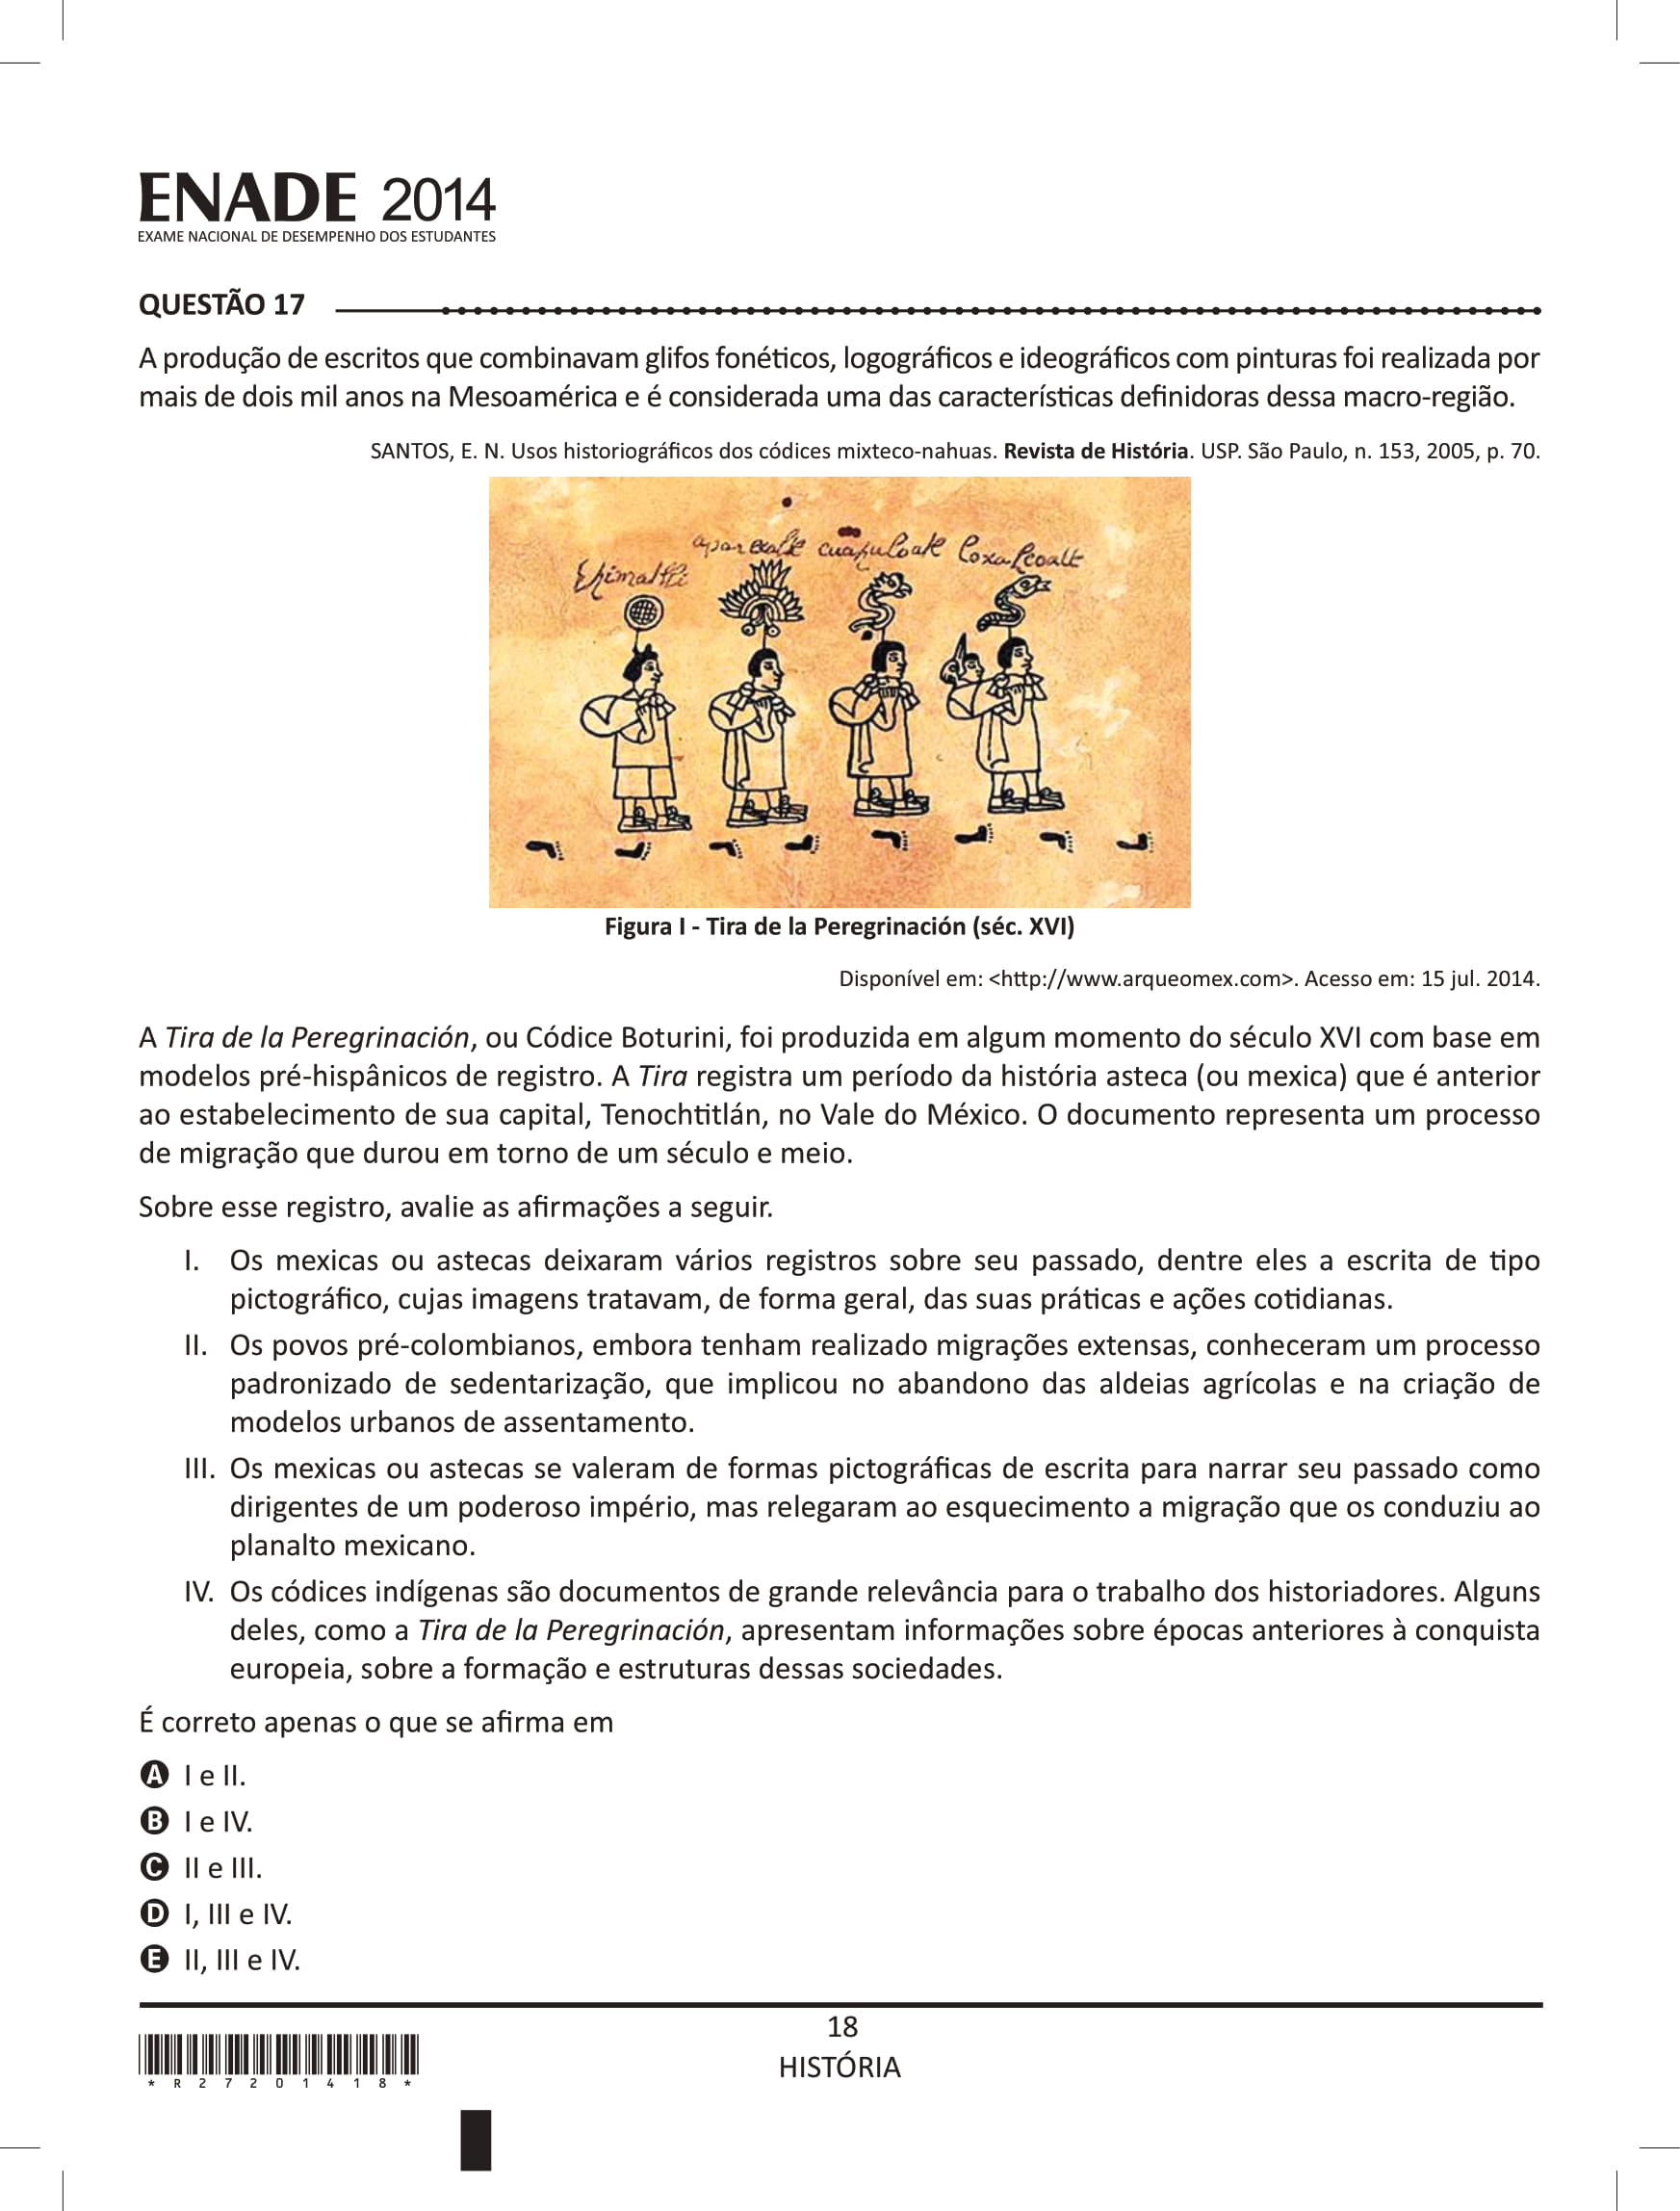 ENADE 2014
EXAME NACIONAL DE DESEMPENHO DOS ESTUDANTES
QUESTÃO 17
A produção de escritos que combinavam glifos fonéticos, logográficos e ideográficos com pinturas foi realizada por
mais de dois mil anos na Mesoamérica e é considerada uma das características definidoras dessa macro-região.
SANTOS, E. N. Usos historiográficos dos códices mixteco-nahuas. Revista de História. USP. São Paulo, n. 153, 2005, p. 70.
Figura I - Tira de la Peregrinación (séc. XVI)
Disponível em: <http://www.arqueomex.com>. Acesso em: 15 jul. 2014.
A Tira de la Peregrinación, ou Códice Boturini, foi produzida em algum momento do século XVI com base em
modelos pré-hispânicos de registro. A Tira registra um período da história asteca (ou mexica) que é anterior
ao estabelecimento de sua capital, Tenochtitlán, no Vale do México. O documento representa um processo
de migração que durou em torno de um século e meio.
Sobre esse registro, avalie as afirmações a seguir.
I. Os mexicas ou astecas deixaram vários registros sobre seu passado, dentre eles a escrita de tipo
pictográfico, cujas imagens tratavam, de forma geral, das suas práticas e ações cotidianas.
II. Os povos pré-colombianos, embora tenham realizado migrações extensas, conheceram um processo
padronizado de sedentarização, que implicou no abandono das aldeias agrícolas e na criação de
modelos urbanos de assentamento.
III. Os mexicas ou astecas se valeram de formas pictográficas de escrita para narrar seu passado como
dirigentes de um poderoso império, mas relegaram ao esquecimento a migração que os conduziu ao
planalto mexicano.
IV. Os códices indígenas são documentos de grande relevância para o trabalho dos historiadores. Alguns
deles, como a Tira de la Peregrinación, apresentam informações sobre épocas anteriores à conquista
europeia, sobre a formação e estruturas dessas sociedades.
É correto apenas o que se afirma em
A I e II.
B I e IV.
C II e III.
D I, III e IV.
E II, III e IV.
18
HISTÓRIA
* R 2 7 2 0 1 4 1 8 *